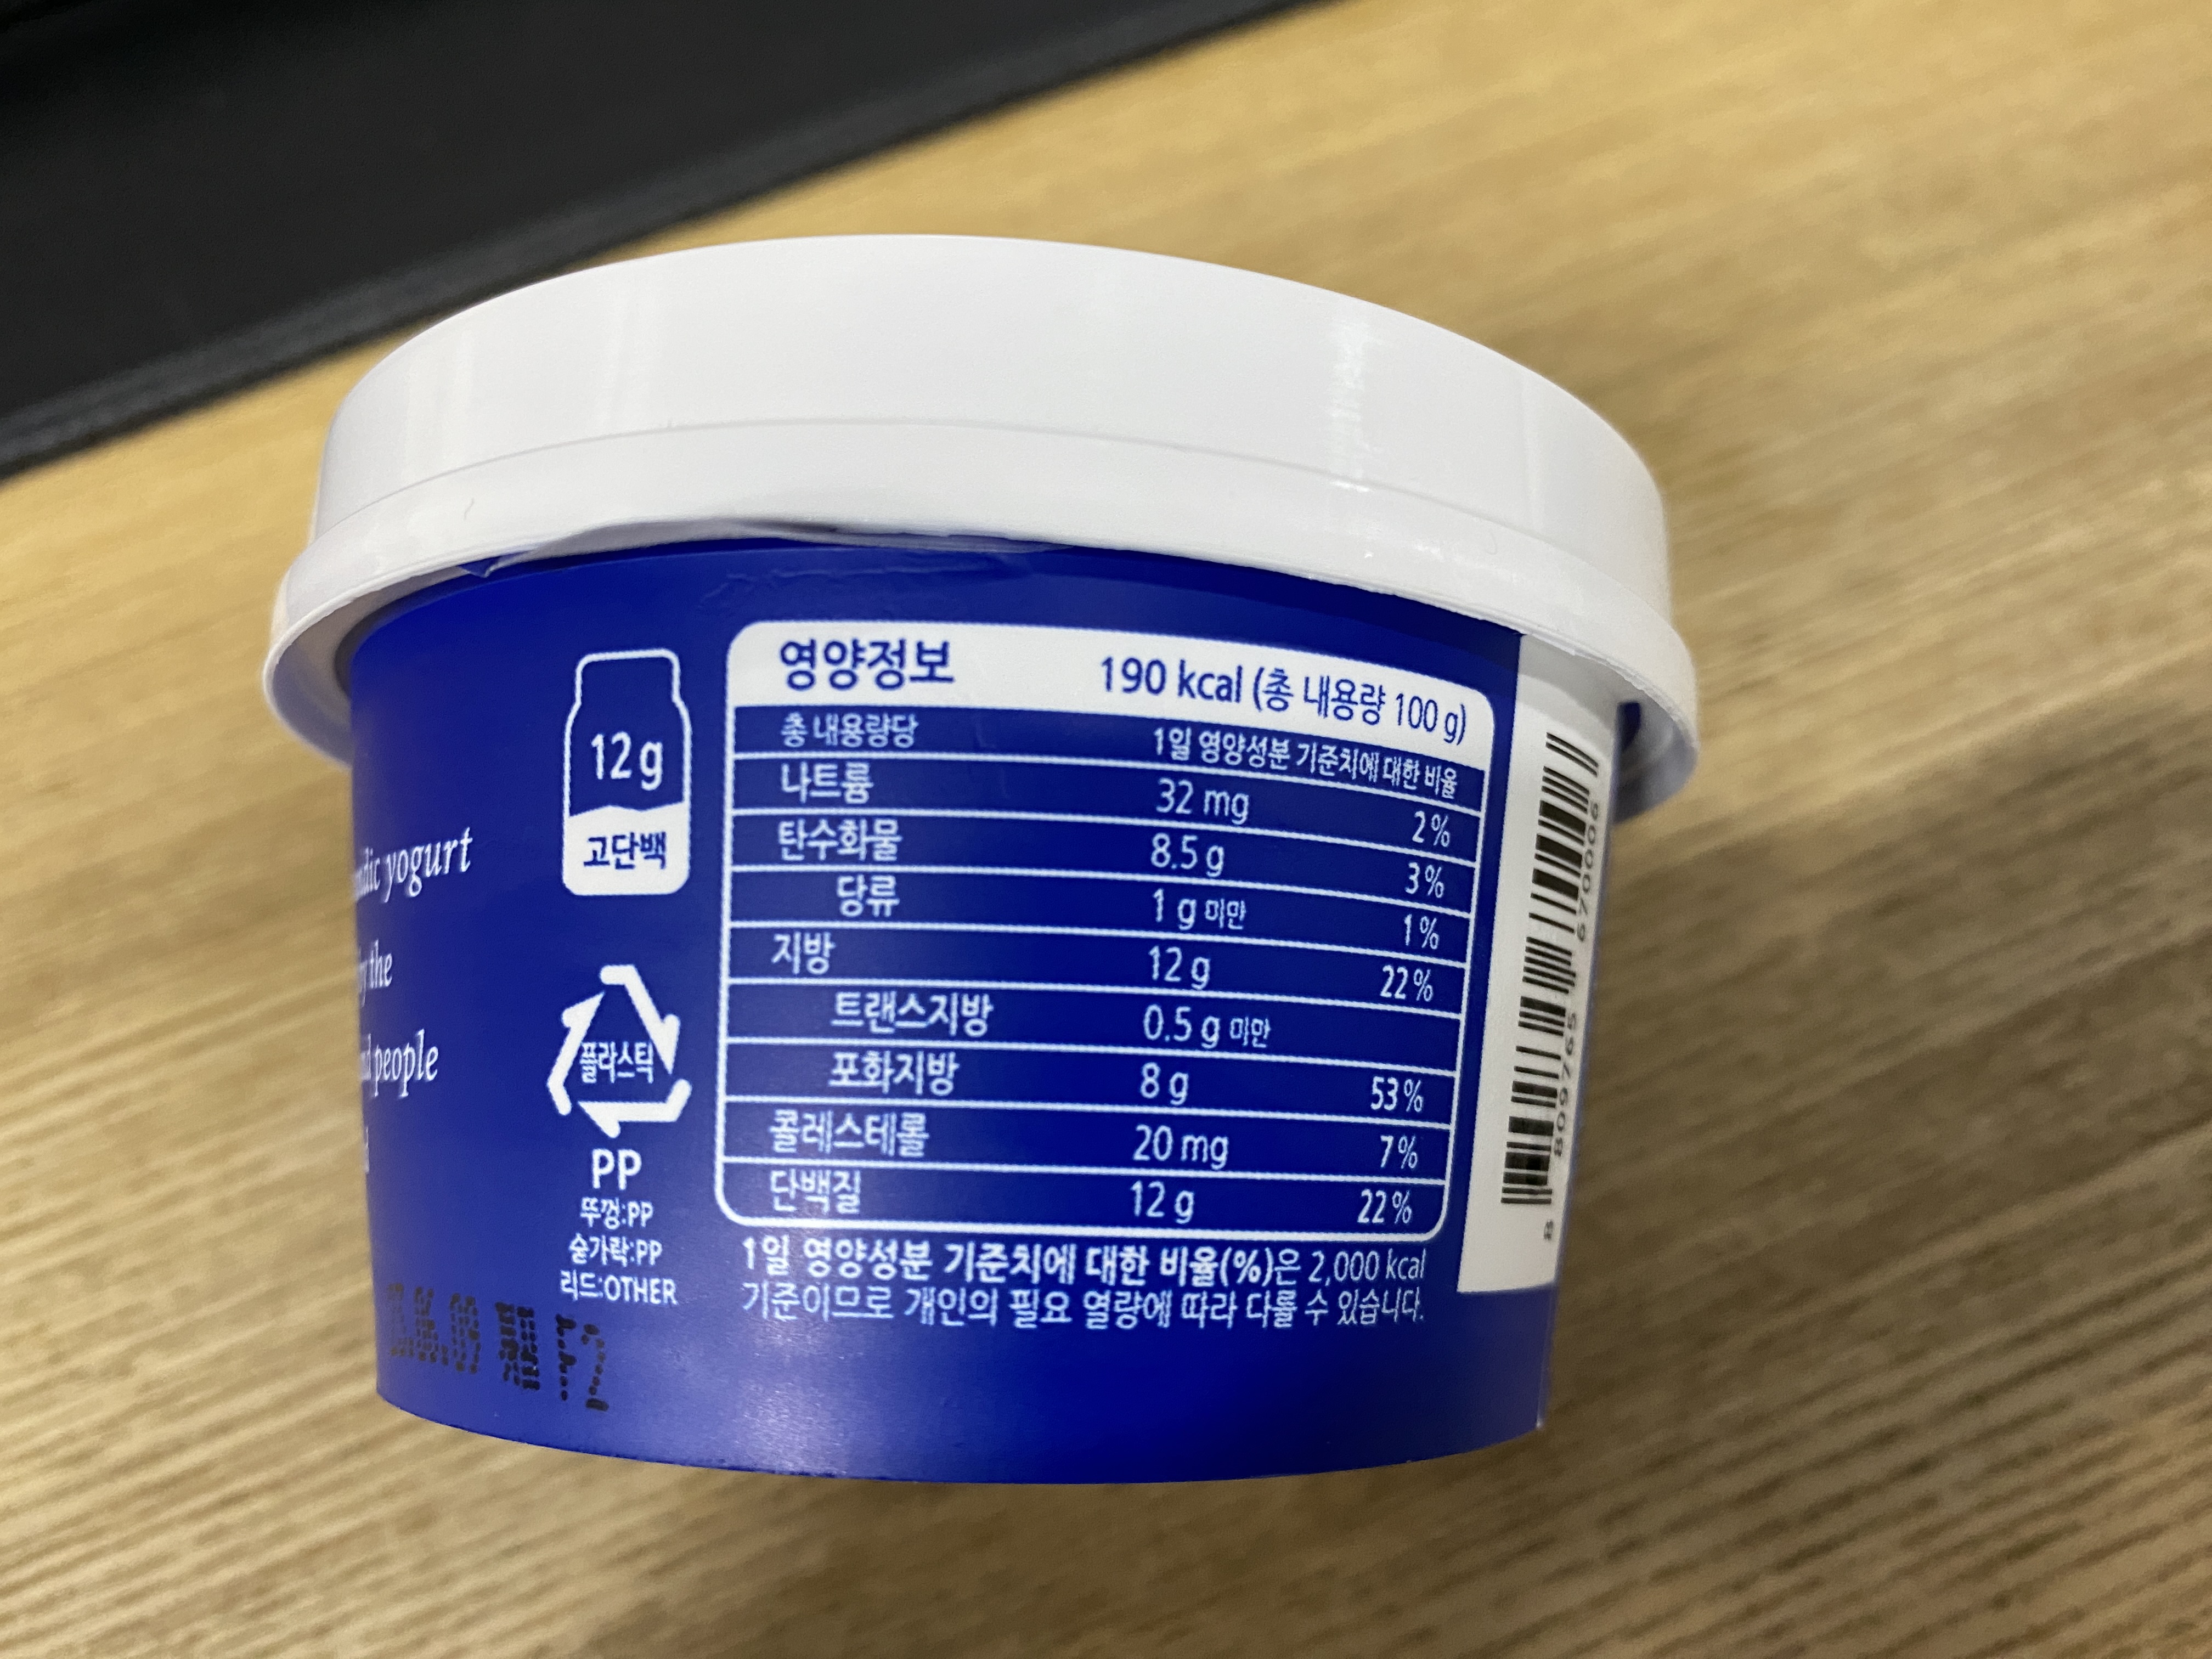 yogurt
the
people
12 g
고단백
플라스틱
PP
뚜껑:PP
숟가락:PP
리드:OTHER
영양정보 190 kcal (총 내용량 100 g)
총 내용량당 1일 영양성분 기준치에 대한 비율
나트륨 32 mg 2 %
탄수화물 8.5 g 3 %
당류 1 g 미만 1 %
지방 12 g 22 %
트랜스지방 0.5 g 미만
포화지방 8 g 53 %
콜레스테롤 20 mg 7 %
단백질 12 g 22 %
1일 영양성분 기준치에 대한 비율(%)은 2,000 kcal
기준이므로 개인의 필요 열량에 따라 다를 수 있습니다.
8 809765 670006